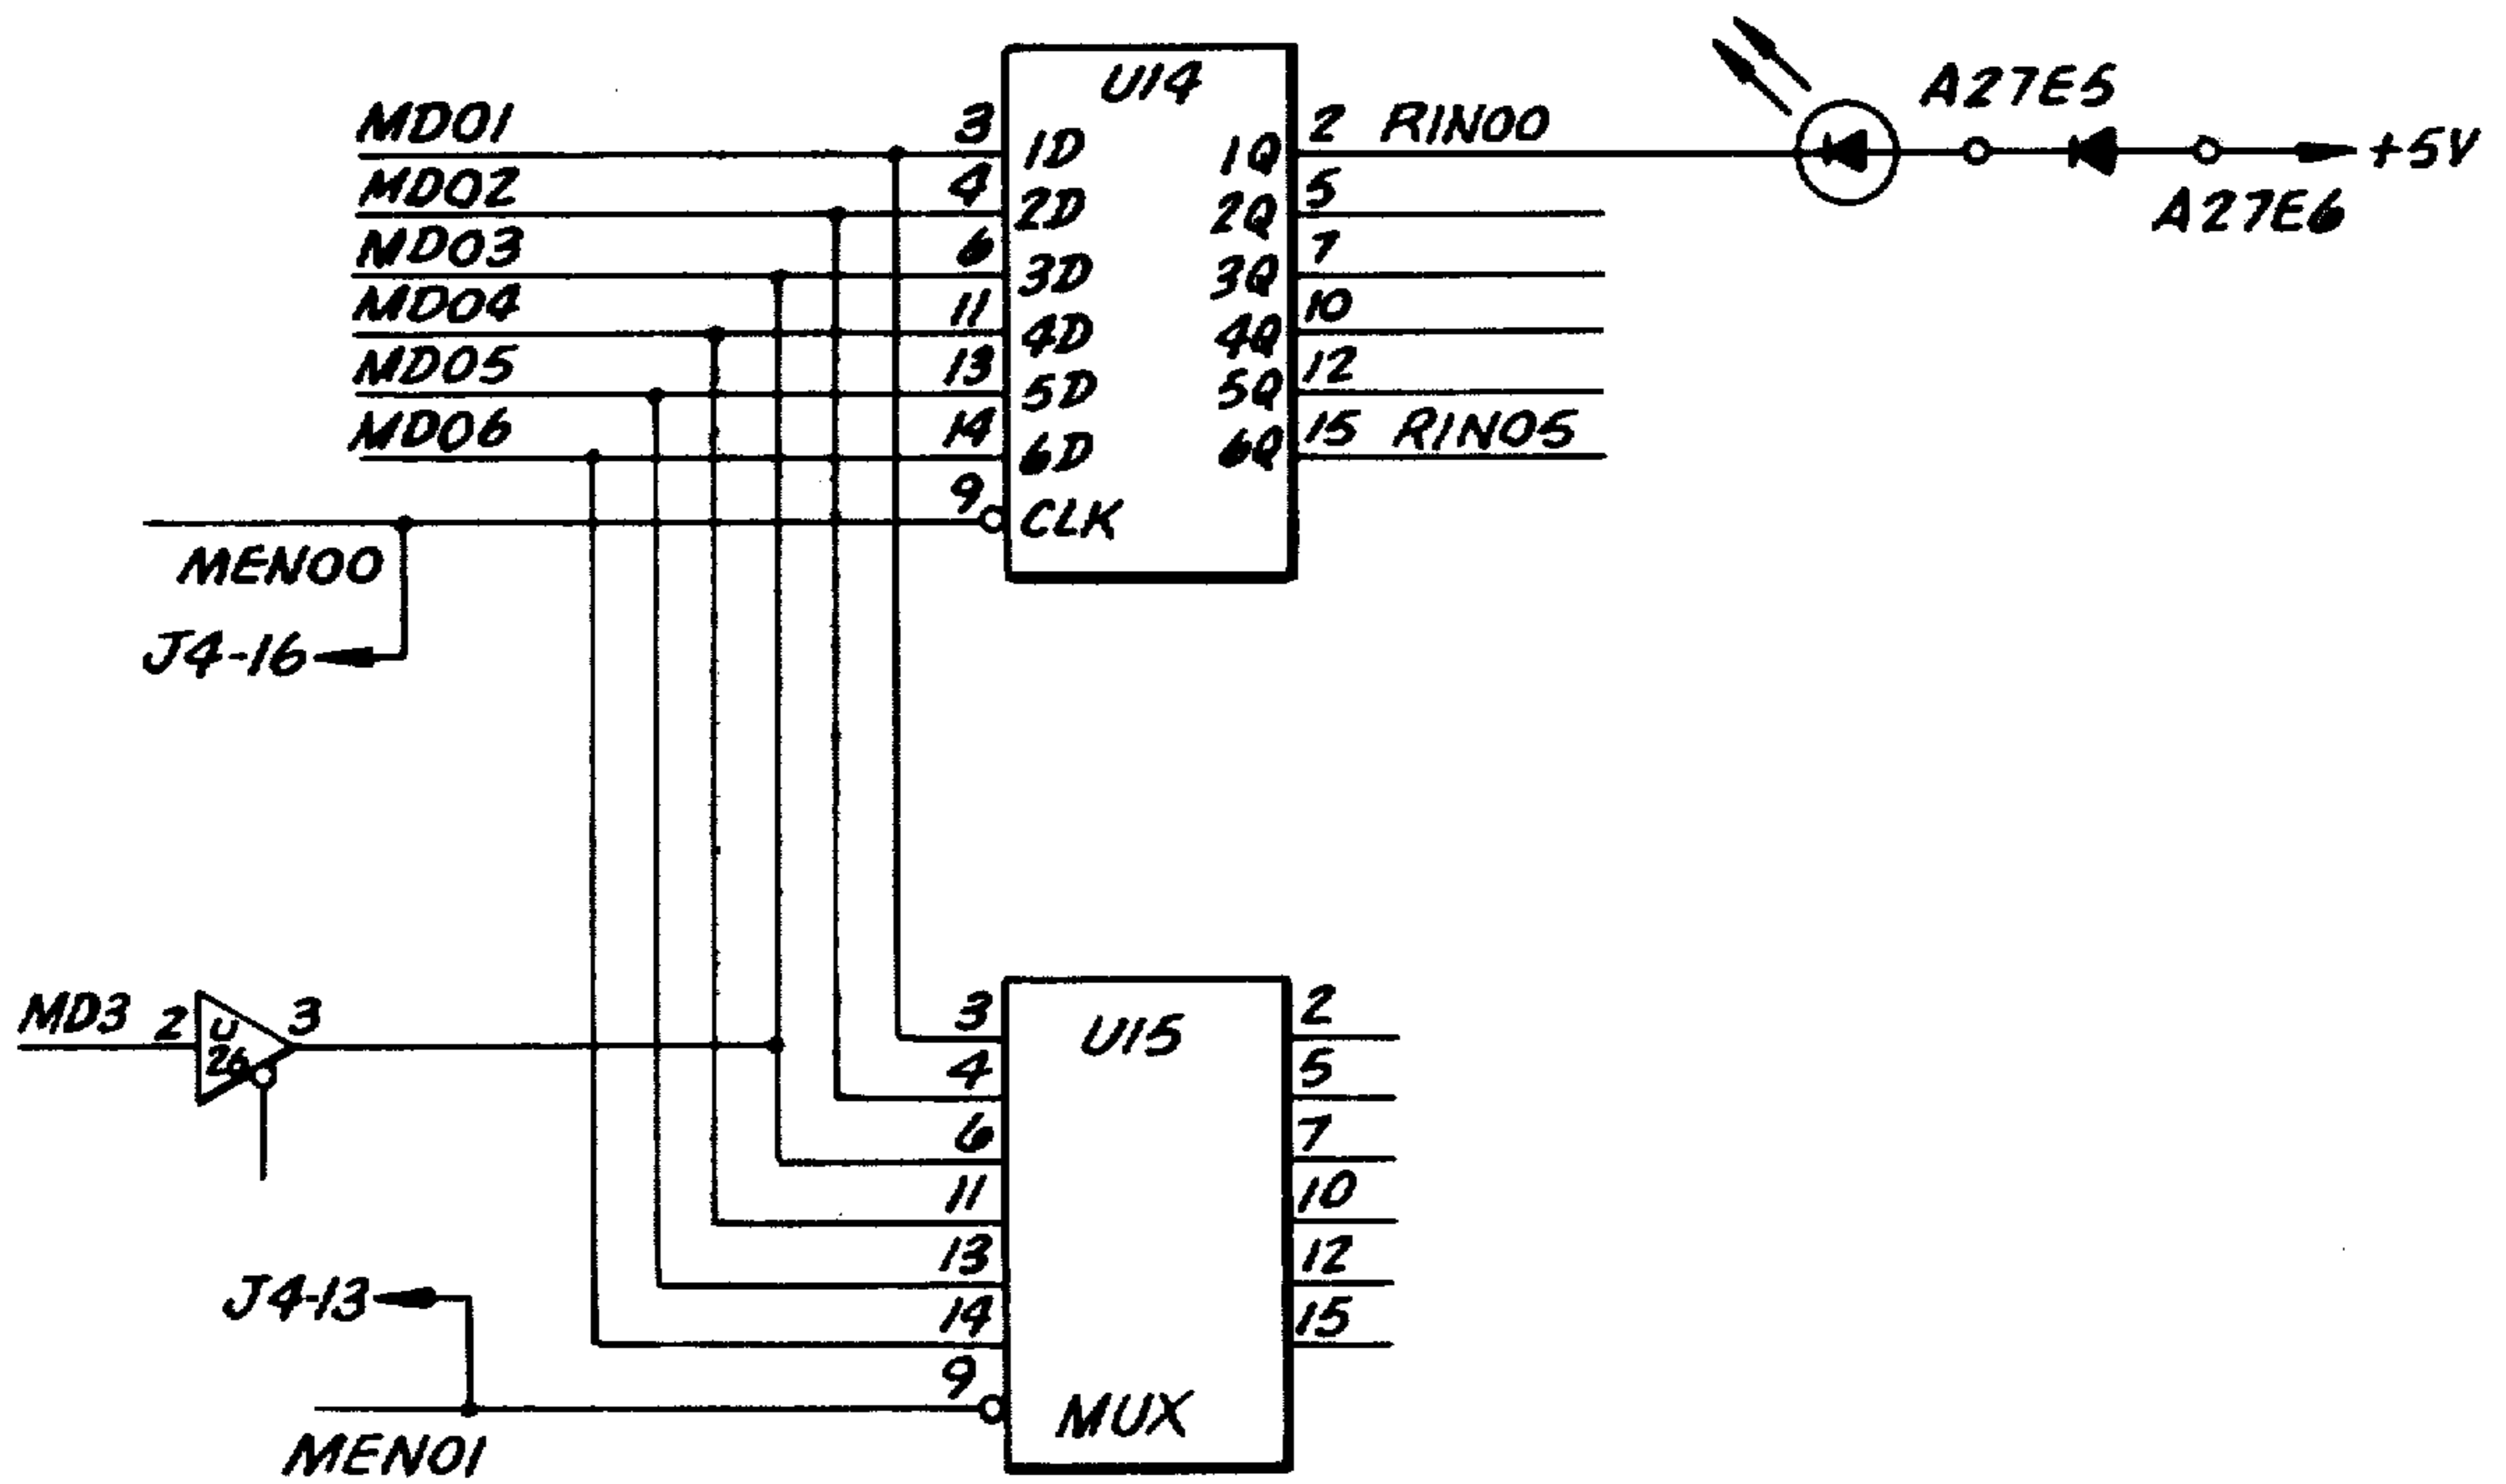 U14
MD01 3 1D 1Q 2 RIN00
A27E5
+5V
A27E6
MD02 4 2D 2Q 5
MD03 6 3D 3Q 7
MD04 11 4D 4Q 10
MD05 13 5D 5Q 12
MD06 14 6D 6Q 15 RIN05
9 CLK
MEN00
J4-16
MD3 2 U 3
26
U15
3 2
4 5
6 7
11 10
13 12
14 15
J4-13
9 MUX
MEN01